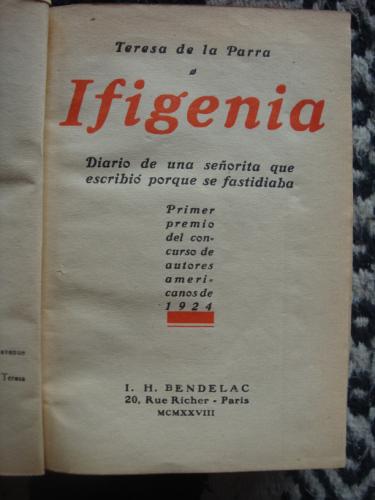 Teresa de la Parra
Ifigenia
Diario de una señorita que
escribió porque se fastidiaba
Primer
premio
del con-
curso de
autores
ameri-
canos de
1924
I. H. BENDELAC
20, Rue Richer - Paris
MCMXXVIII
avenue
Teresa